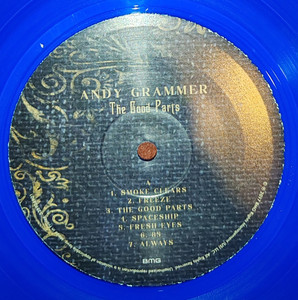 ANDY GRAMMER
The Good Parts
A
1. SMOKE CLEARS
2. FREEZE
3. THE GOOD PARTS
4. SPACESHIP
5. FRESH EYES
6. 85
7. ALWAYS
BMG